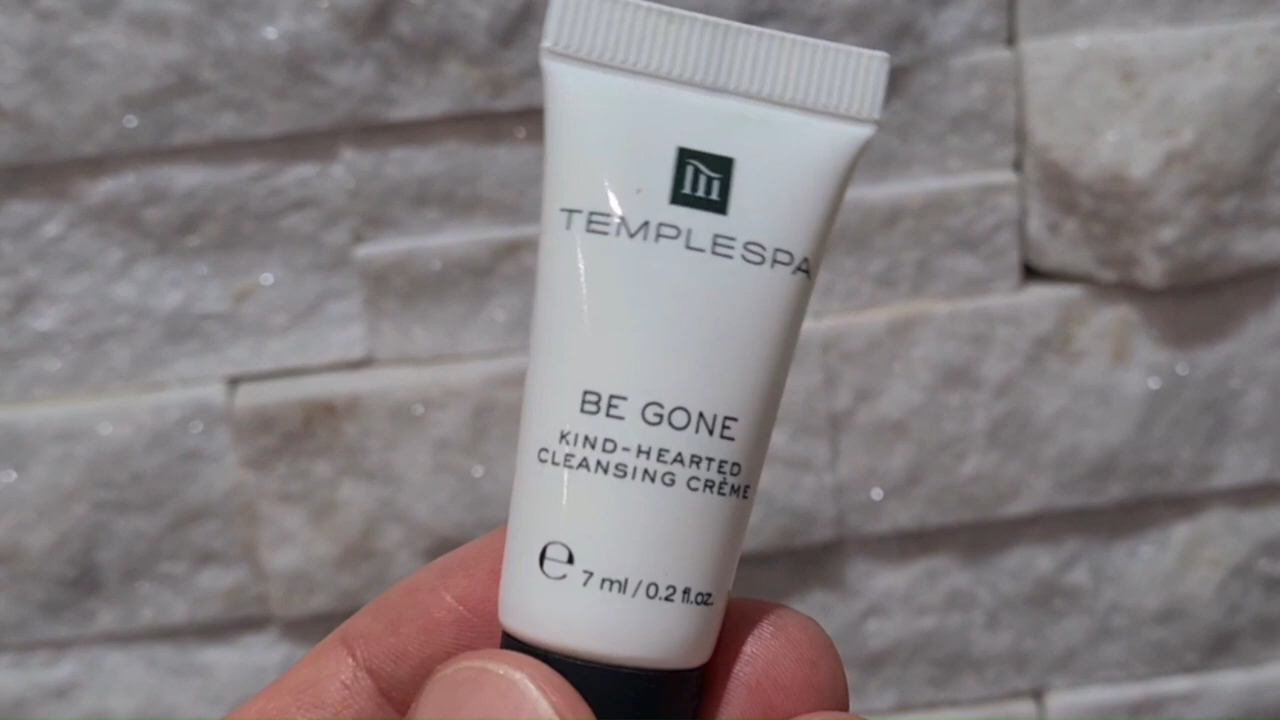 TEMPLESPA
BE GONE
KIND-HEARTED
CLEANSING CRÈME
℮ 7 ml / 0.2 fl.oz.